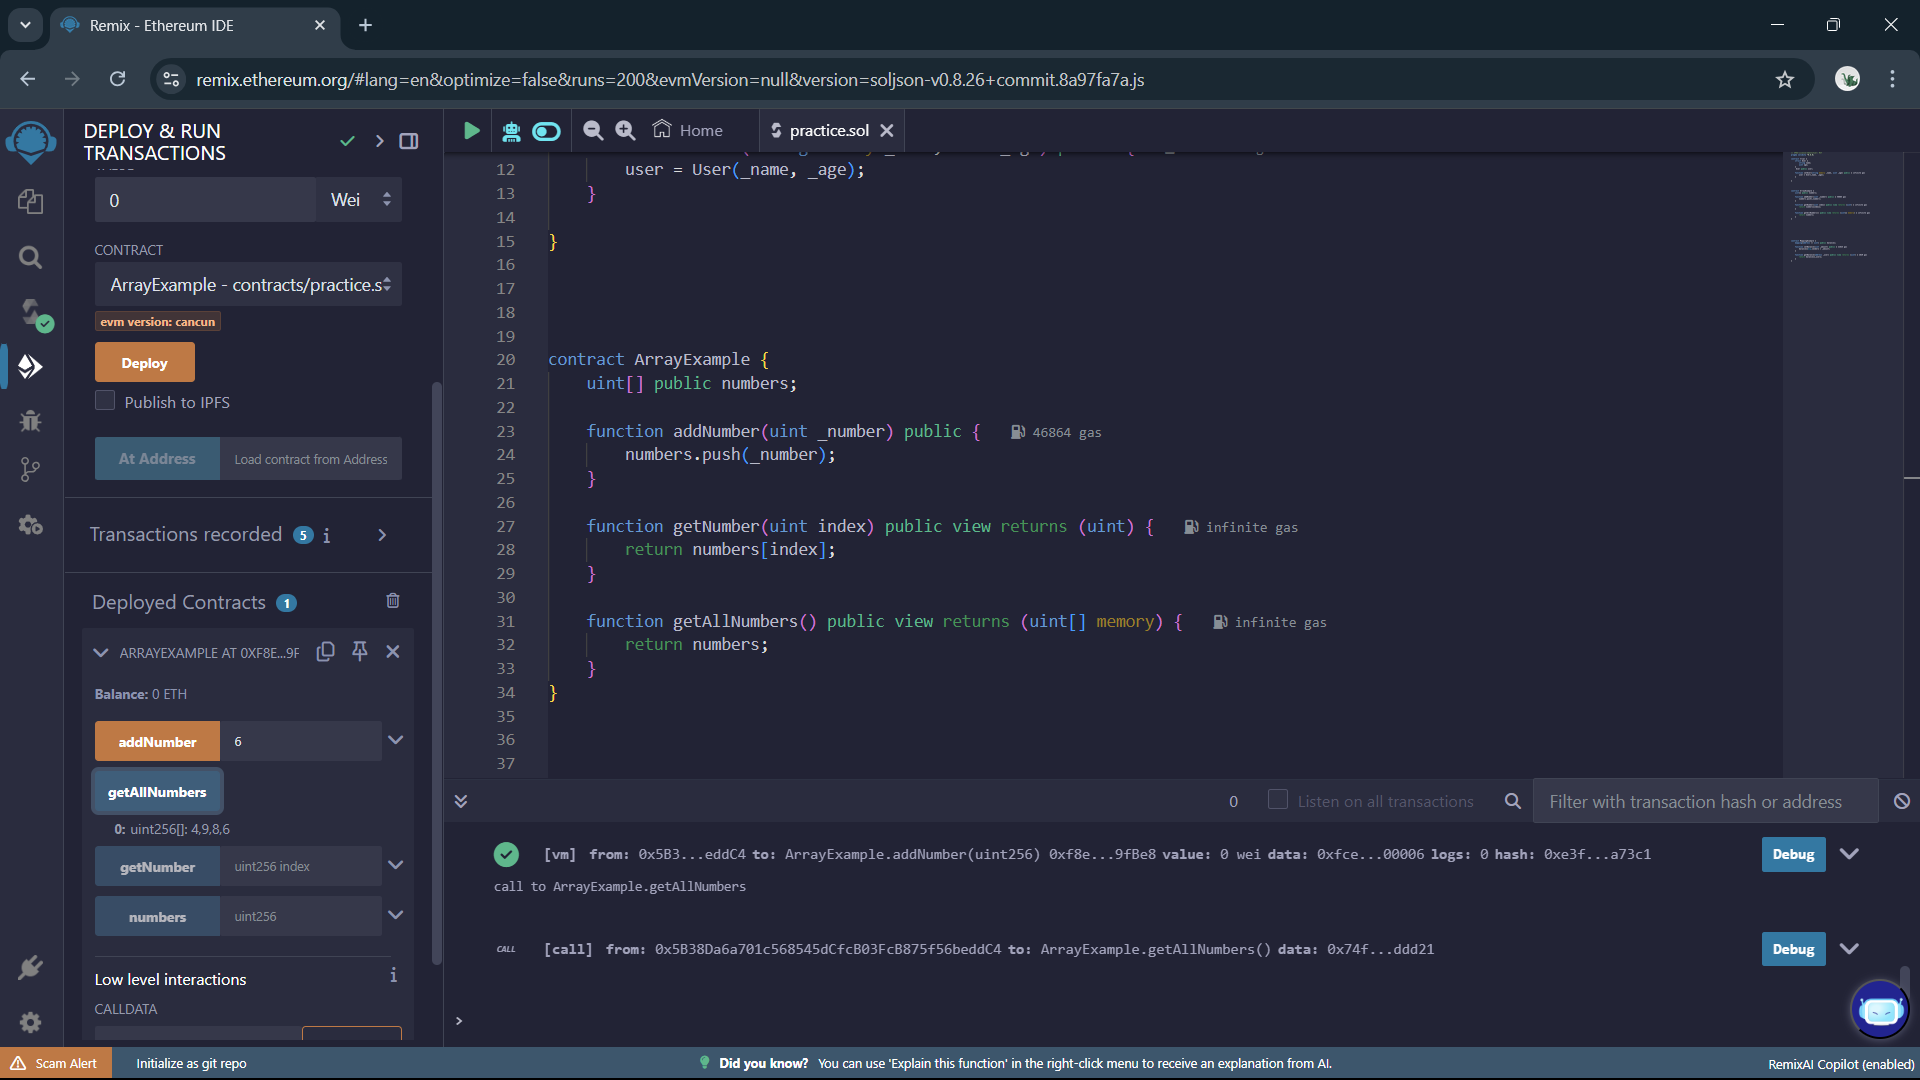 Remix - Ethereum IDE
remix.ethereum.org/#lang=en&optimize=false&runs=200&evmVersion=null&version=soljson-v0.8.26+commit.8a97fa7a.js
DEPLOY & RUN
TRANSACTIONS
0 Wei
CONTRACT
ArrayExample - contracts/practice.s
evm version: cancun
Deploy
Publish to IPFS
At Address Load contract from Address
Transactions recorded 5 i
Deployed Contracts 1
ARRAYEXAMPLE AT 0XF8E...9F
Balance: 0 ETH
addNumber 6
getAllNumbers
0: uint256[]: 4,9,8,6
getNumber uint256 index
numbers uint256
Low level interactions i
CALLDATA
Home practice.sol
12 user = User(_name, _age);
13 }
14
15 }
16
17
18
19
20 contract ArrayExample {
21 uint[] public numbers;
22
23 function addNumber(uint _number) public { 46864 gas
24 numbers.push(_number);
25 }
26
27 function getNumber(uint index) public view returns (uint) { infinite gas
28 return numbers[index];
29 }
30
31 function getAllNumbers() public view returns (uint[] memory) { infinite gas
32 return numbers;
33 }
34 }
35
36
37
0 Listen on all transactions Filter with transaction hash or address
[vm] from: 0x5B3...eddC4 to: ArrayExample.addNumber(uint256) 0xf8e...9fBe8 value: 0 wei data: 0xfce...00006 logs: 0 hash: 0xe3f...a73c1 Debug
call to ArrayExample.getAllNumbers
CALL [call] from: 0x5B38Da6a701c568545dCfcB03FcB875f56beddC4 to: ArrayExample.getAllNumbers() data: 0x74f...ddd21 Debug
>
Scam Alert Initialize as git repo Did you know? You can use 'Explain this function' in the right-click menu to receive an explanation from AI. RemixAI Copilot (enabled)